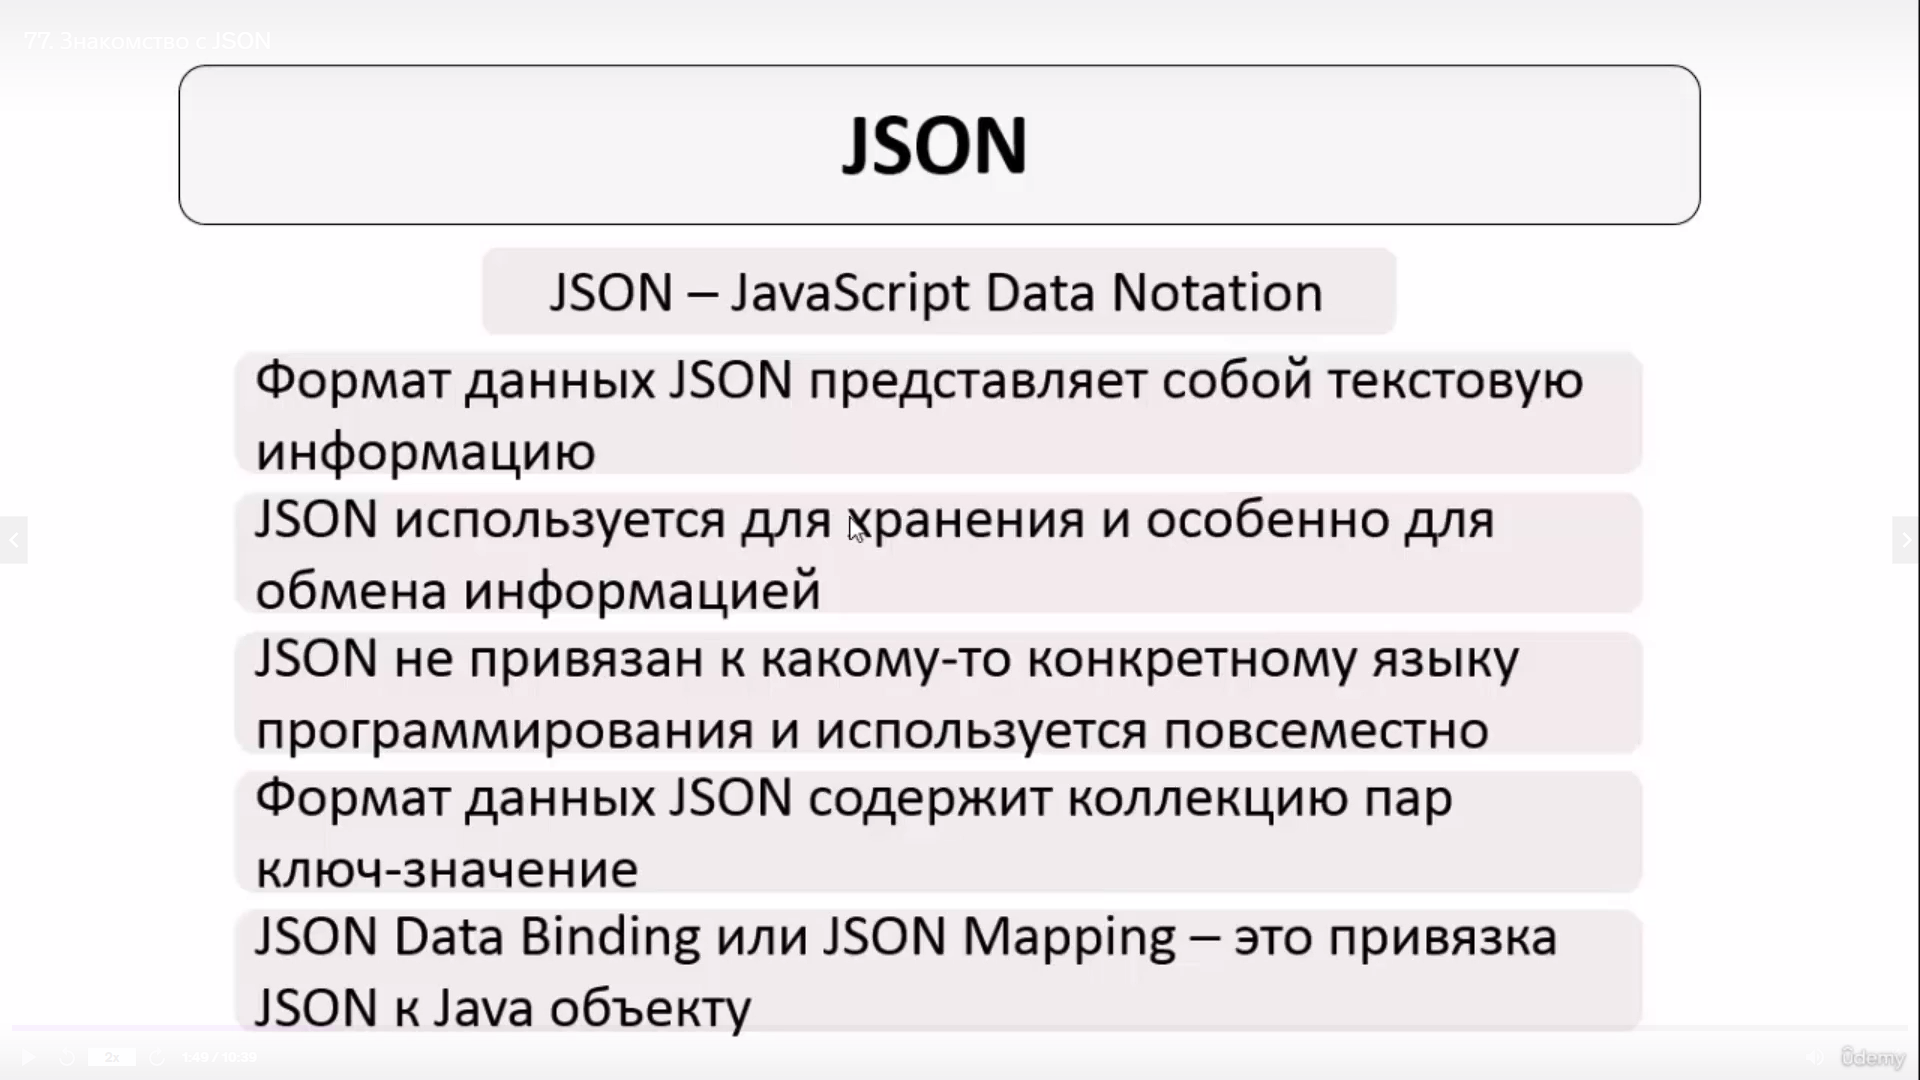 77. Знакомство с JSON
JSON
JSON – JavaScript Data Notation
Формат данных JSON представляет собой текстовую
информацию
JSON используется для хранения и особенно для
обмена информацией
JSON не привязан к какому-то конкретному языку
программирования и используется повсеместно
Формат данных JSON содержит коллекцию пар
ключ-значение
JSON Data Binding или JSON Mapping – это привязка
JSON к Java объекту
2x
1:49 / 10:39
ûdemy